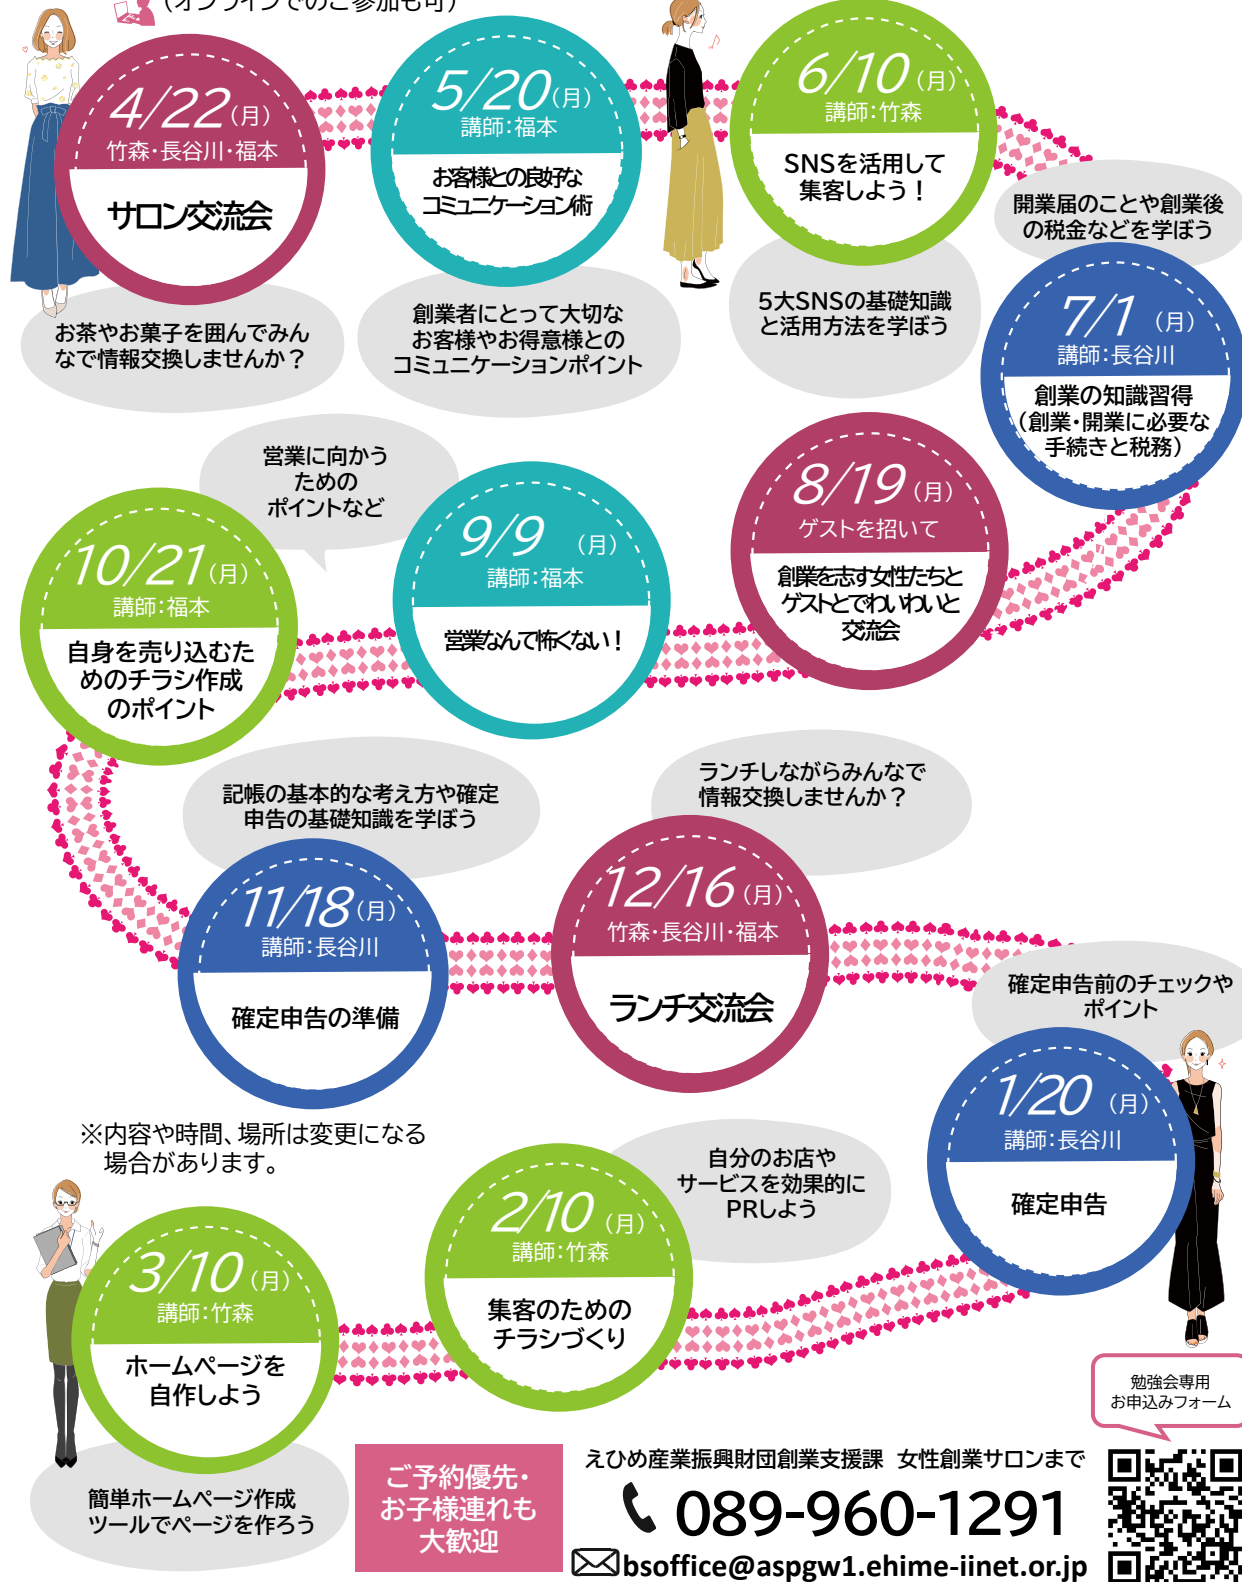 (オンラインでのご参加も可)
4/22(月)
竹森・長谷川・福本
サロン交流会
お茶やお菓子を囲んでみん
なで情報交換しませんか？
5/20(月)
講師:福本
お客様との良好な
コミュニケーション術
創業者にとって大切な
お客様やお得意様との
コミュニケーションポイント
6/10(月)
講師:竹森
SNSを活用して
集客しよう！
5大SNSの基礎知識
と活用方法を学ぼう
開業届のことや創業後
の税金などを学ぼう
7/1(月)
講師:長谷川
創業の知識習得
(創業・開業に必要な
手続きと税務)
8/19(月)
ゲストを招いて
創業を志す女性たちと
ゲストとでわいわいと
交流会
営業に向かう
ための
ポイントなど
9/9(月)
講師:福本
営業なんて怖くない！
10/21(月)
講師:福本
自身を売り込むた
めのチラシ作成
のポイント
記帳の基本的な考え方や確定
申告の基礎知識を学ぼう
11/18(月)
講師:長谷川
確定申告の準備
ランチしながらみんなで
情報交換しませんか？
12/16(月)
竹森・長谷川・福本
ランチ交流会
確定申告前のチェックや
ポイント
1/20(月)
講師:長谷川
確定申告
※内容や時間、場所は変更になる
場合があります。
自分のお店や
サービスを効果的に
PRしよう
2/10(月)
講師:竹森
集客のための
チラシづくり
3/10(月)
講師:竹森
ホームページを
自作しよう
簡単ホームページ作成
ツールでページを作ろう
ご予約優先・
お子様連れも
大歓迎
勉強会専用
お申込みフォーム
えひめ産業振興財団創業支援課 女性創業サロンまで
089-960-1291
bsoffice@aspgw1.ehime-iinet.or.jp